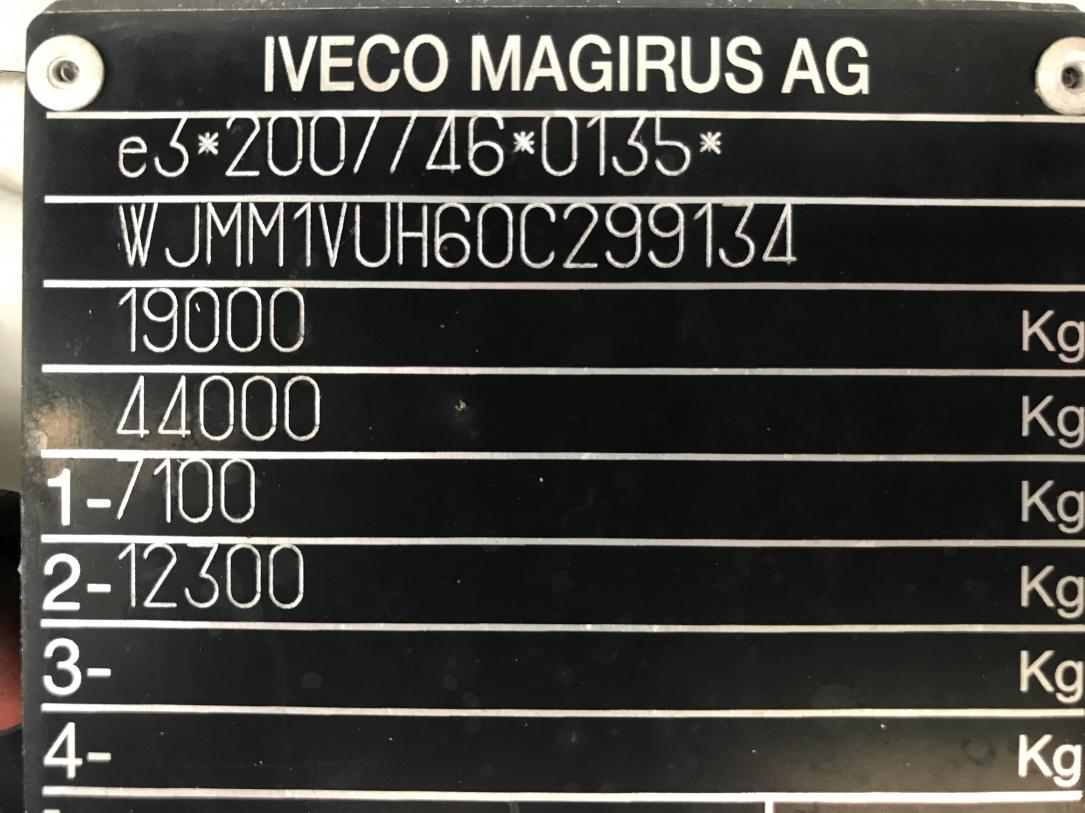 IVECO MAGIRUS AG
e3*2007/46*0135*
WJMM1VUH60C299134
19000 Kg
44000 Kg
1-7100 Kg
2-12300 Kg
3- Kg
4- Kg